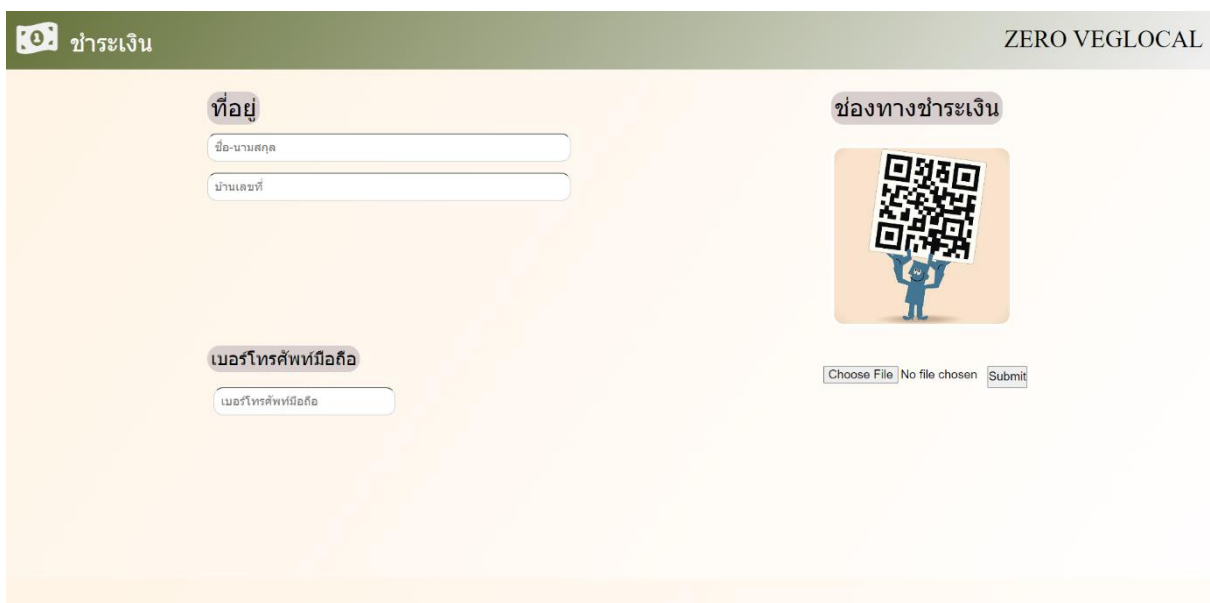 ชำระเงิน
ZERO VEGLOCAL
ที่อยู่
ชื่อ-นามสกุล
บ้านเลขที่
เบอร์โทรศัพท์มือถือ
เบอร์โทรศัพท์มือถือ
ช่องทางชำระเงิน
Choose File No file chosen Submit